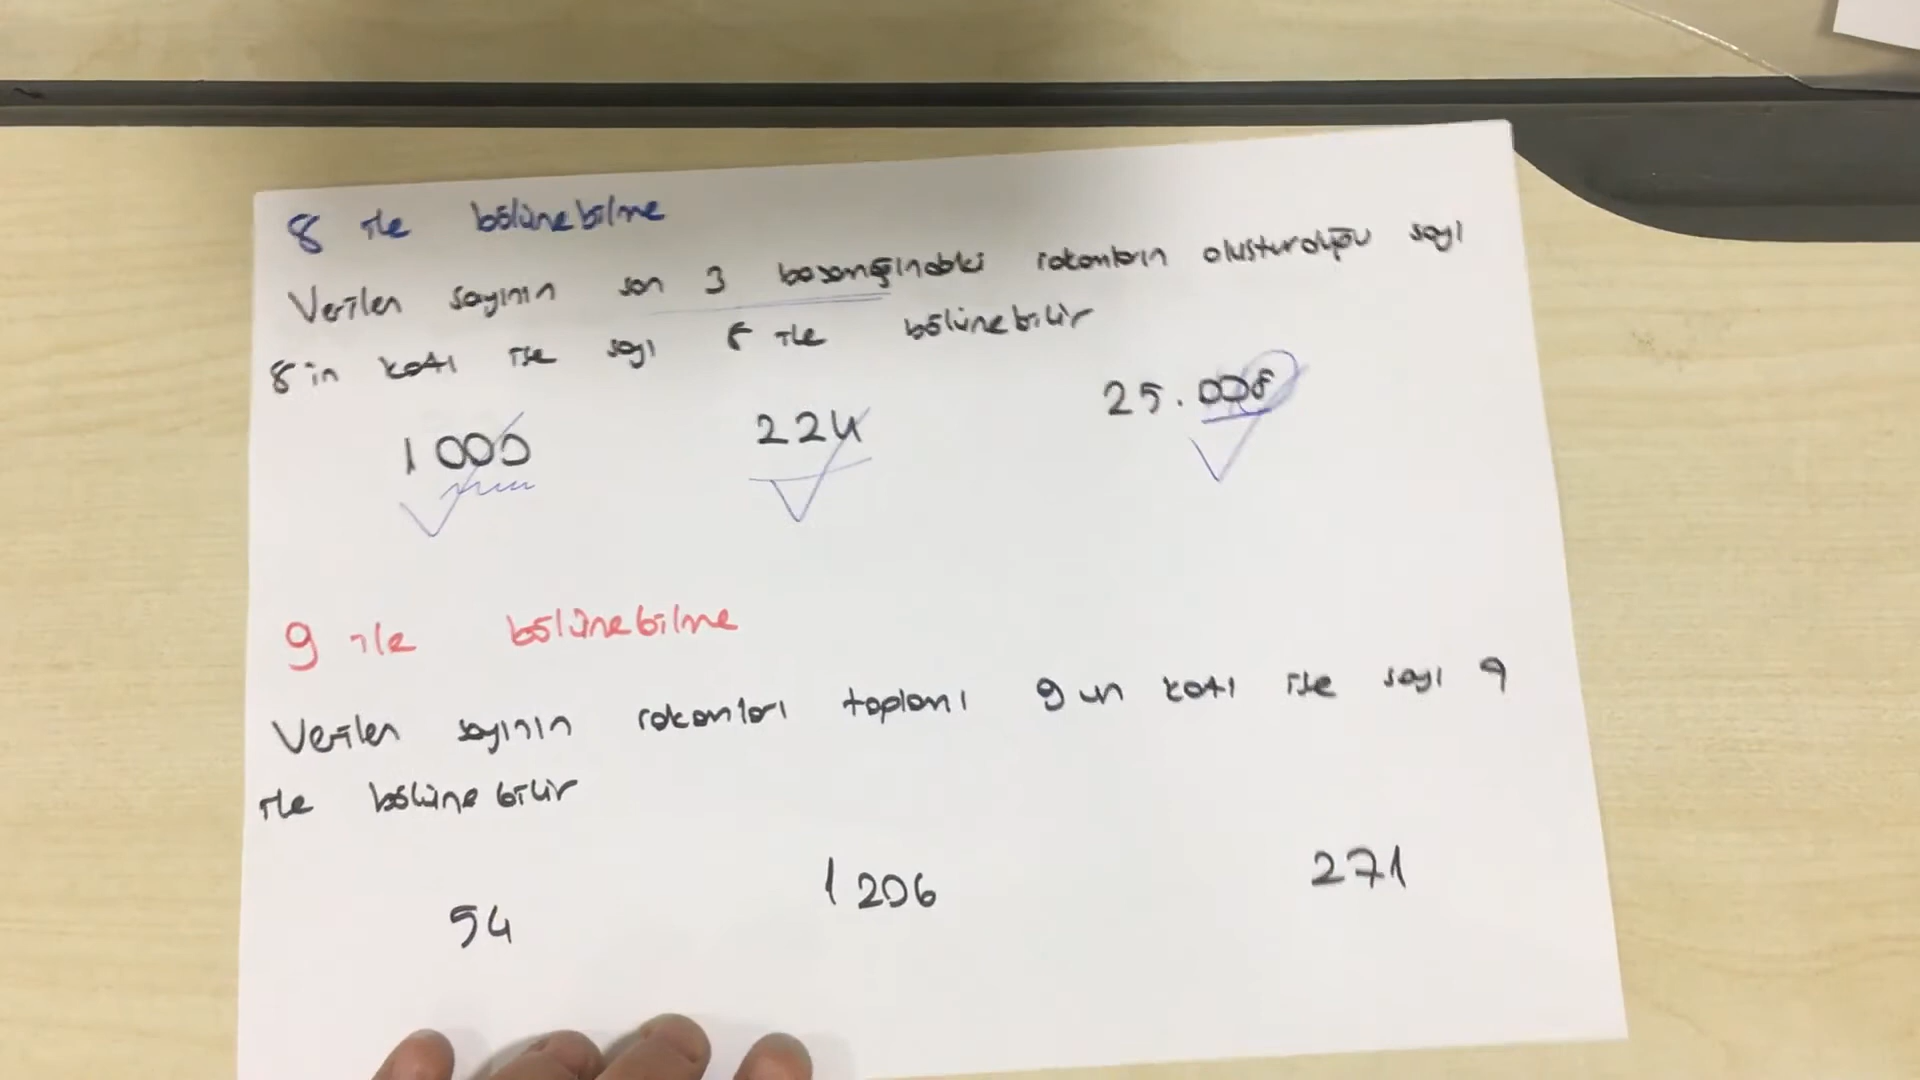 8 ile bölünebilme
Verilen sayının son 3 basamağındaki rakamların oluşturduğu sayı
8 in katı ise sayı 8 ile bölünebilir
1000 224 25.008
9 ile bölünebilme
Verilen sayının rakamları toplamı 9 un katı ise sayı 9
ile bölünebilir
54 1206 271